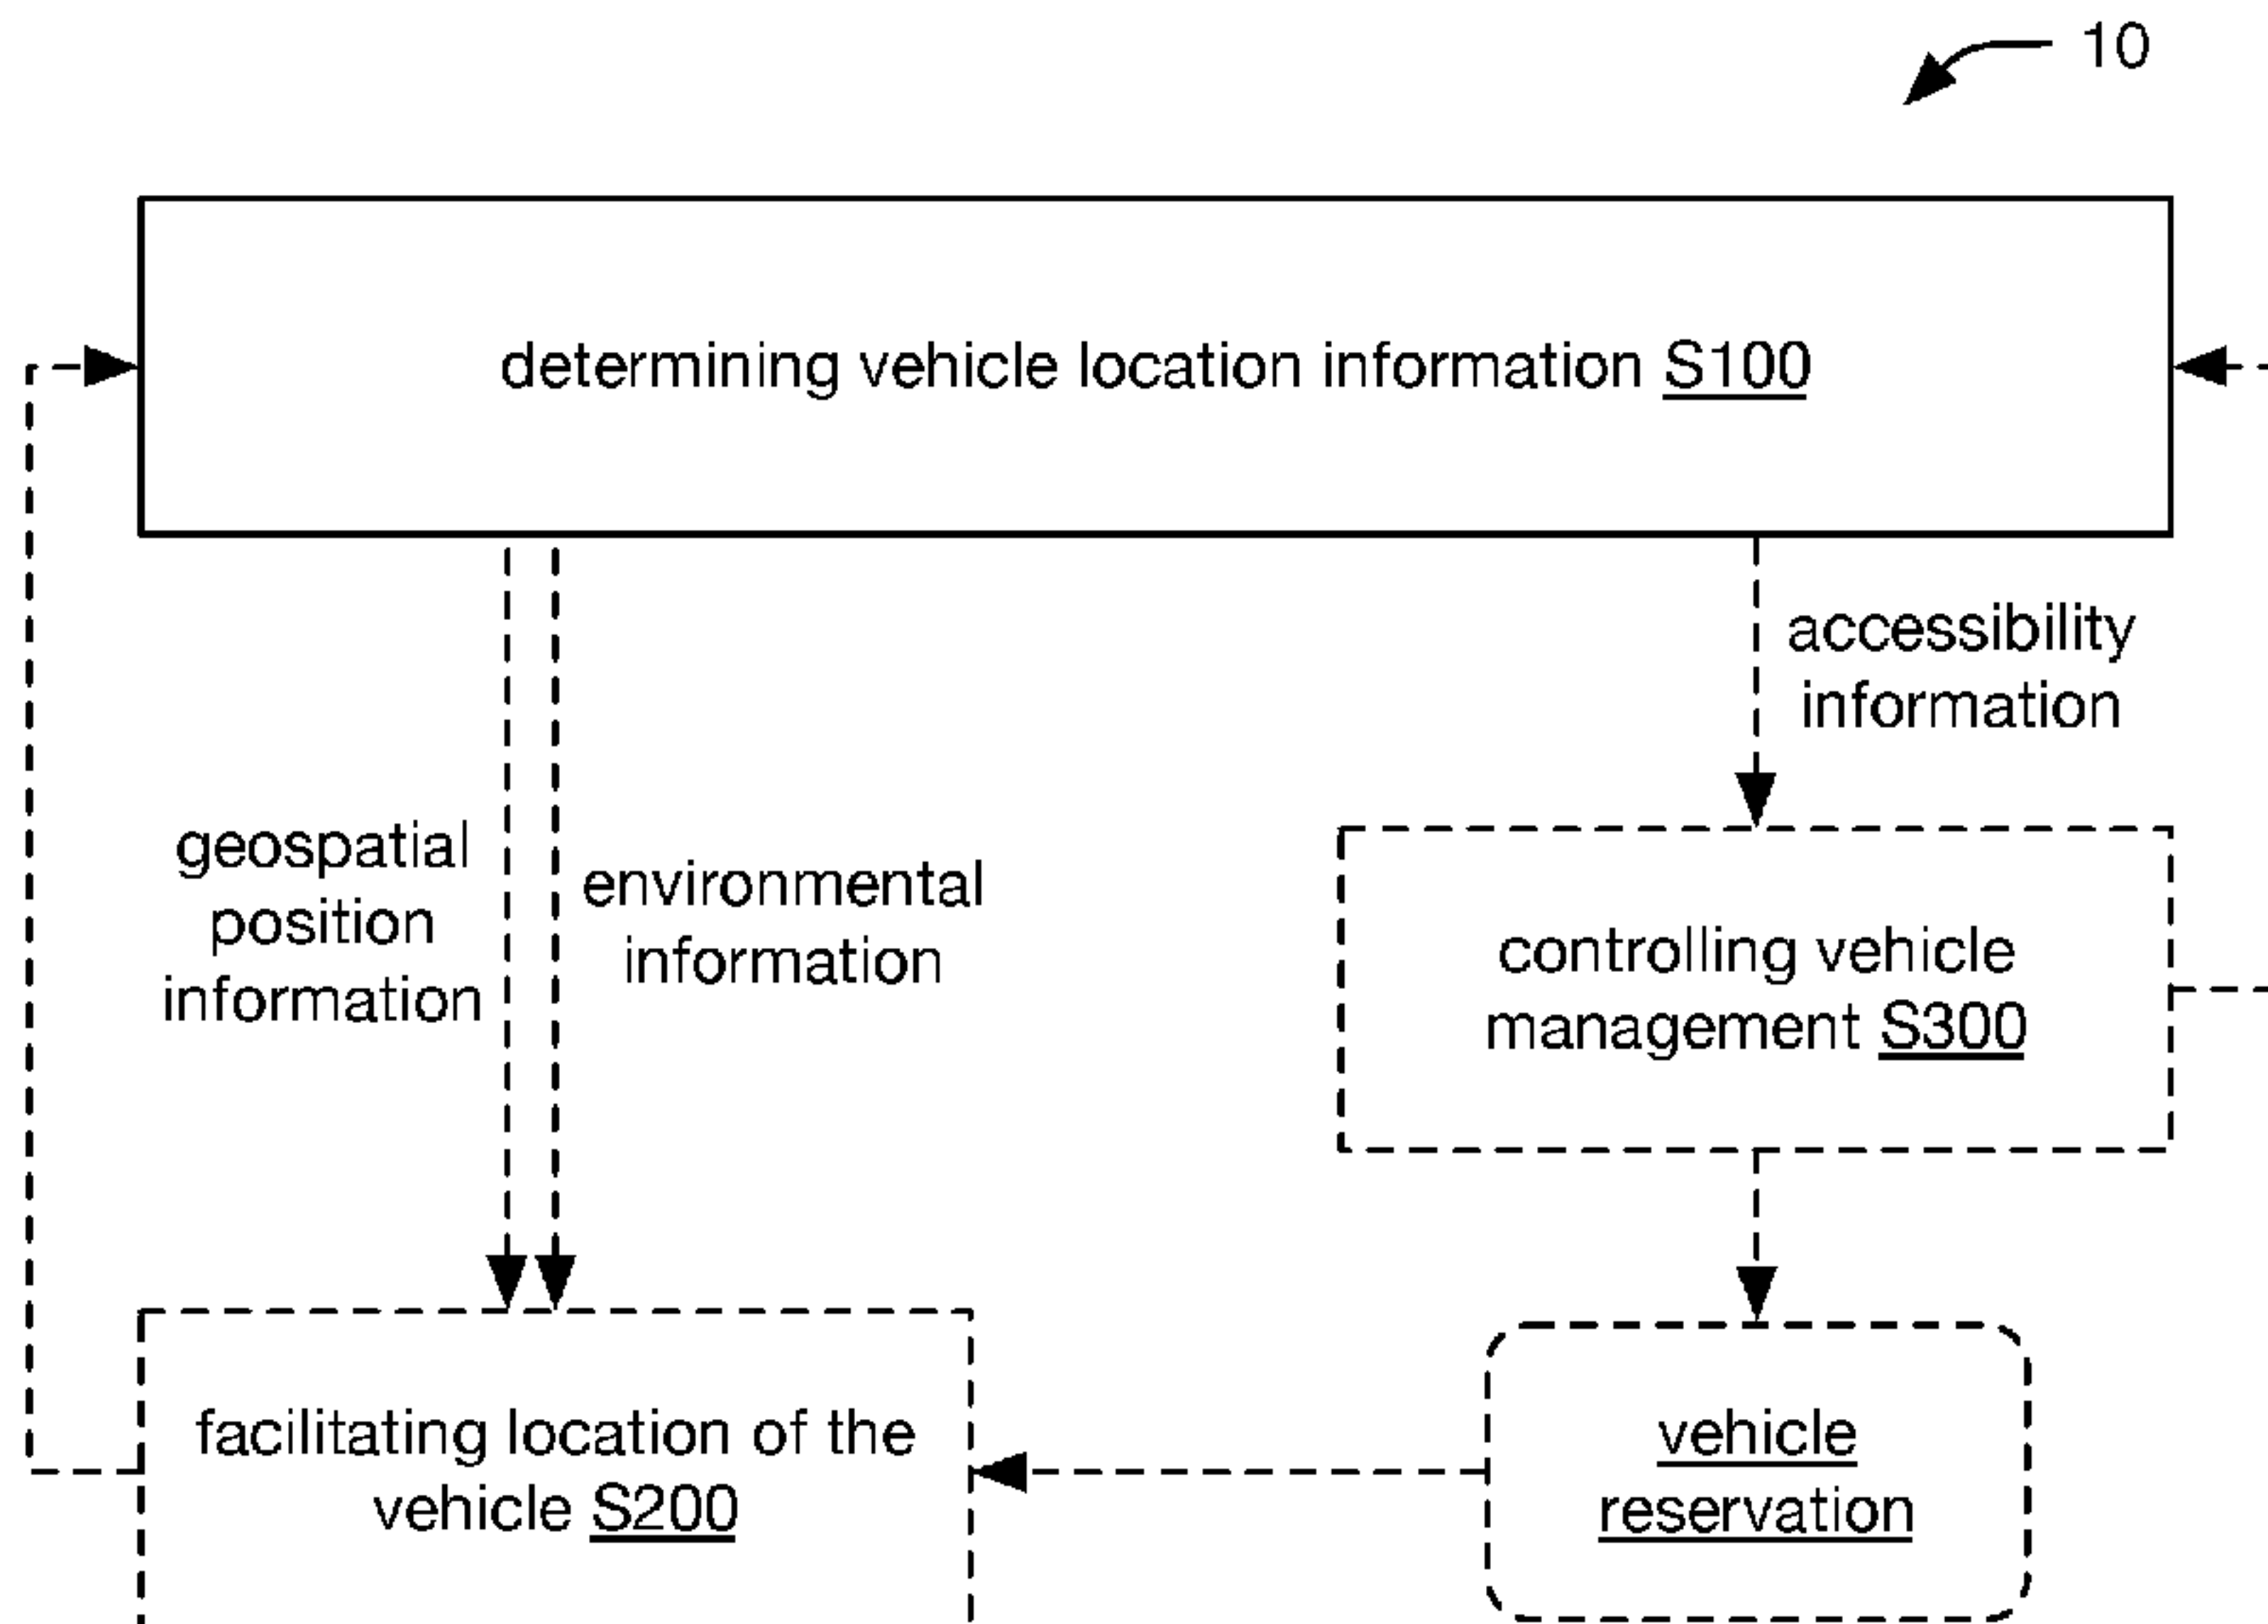 10
determining vehicle location information S100
accessibility
information
geospatial
position
information
environmental
information
controlling vehicle
management S300
facilitating location of the
vehicle S200
vehicle
reservation